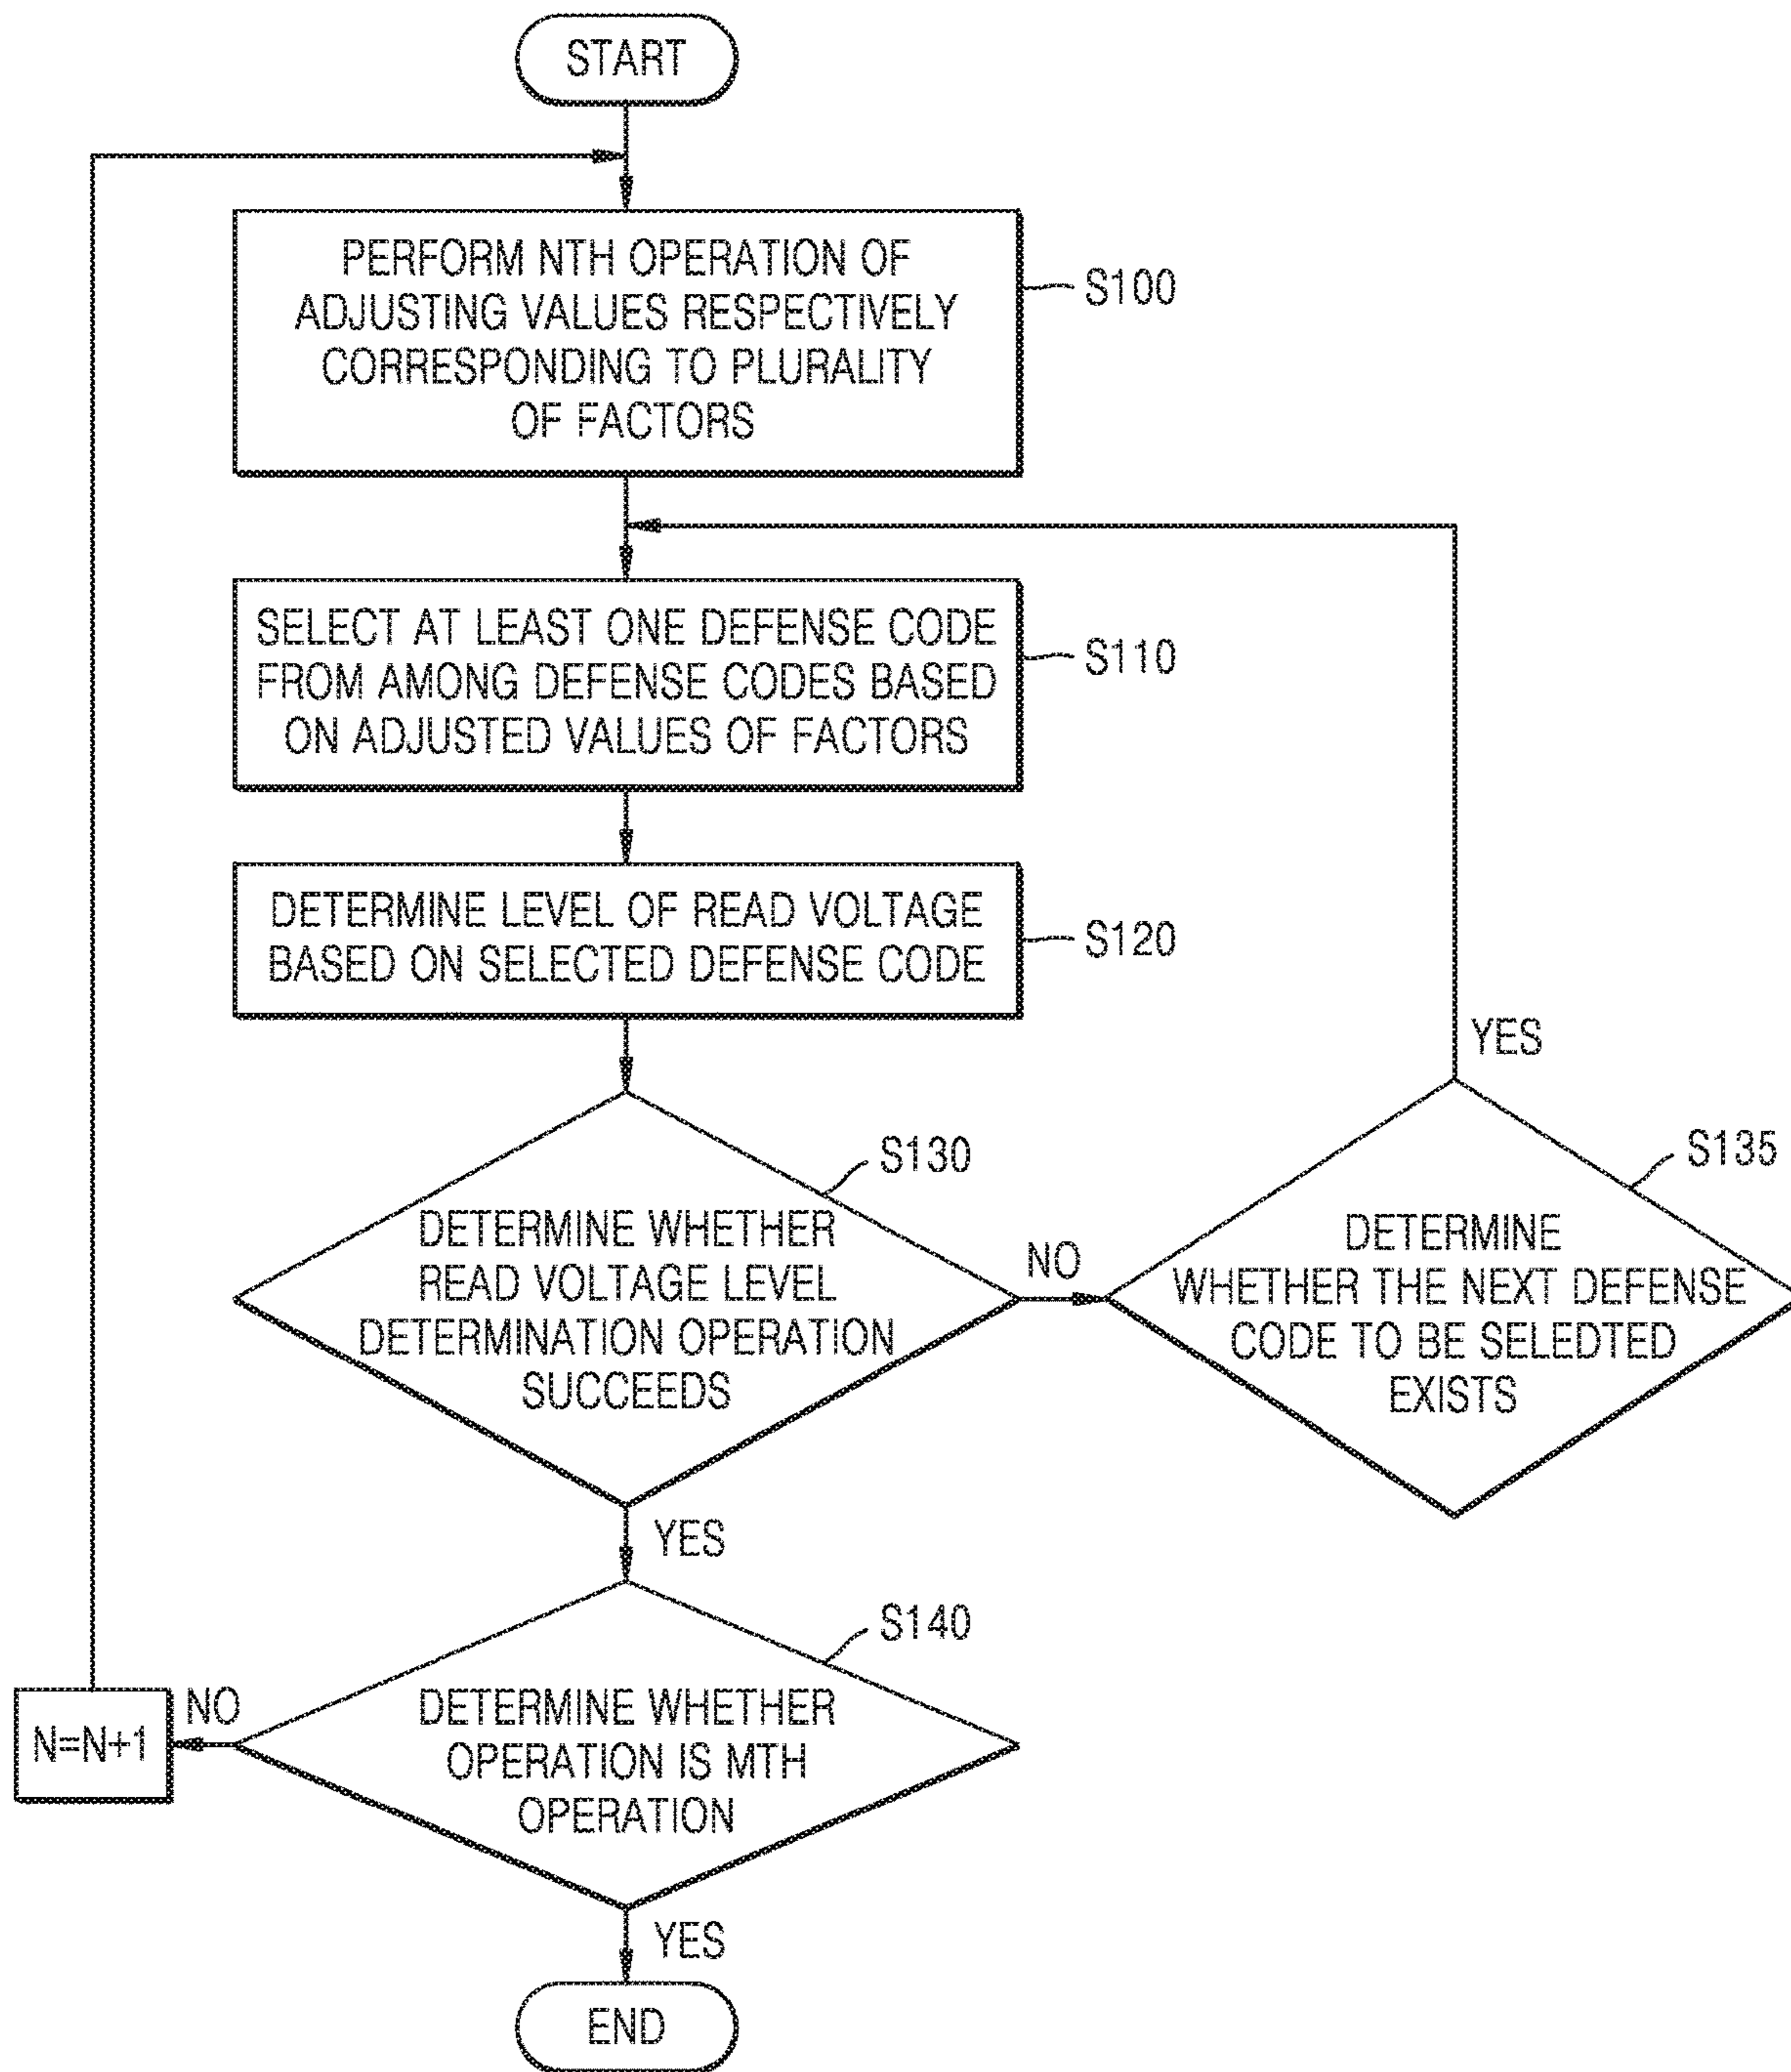 START
PERFORM NTH OPERATION OF
ADJUSTING VALUES RESPECTIVELY
CORRESPONDING TO PLURALITY
OF FACTORS
S100
SELECT AT LEAST ONE DEFENSE CODE
FROM AMONG DEFENSE CODES BASED
ON ADJUSTED VALUES OF FACTORS
S110
DETERMINE LEVEL OF READ VOLTAGE
BASED ON SELECTED DEFENSE CODE
S120
S130
DETERMINE WHETHER
READ VOLTAGE LEVEL
DETERMINATION OPERATION
SUCCEEDS
NO
YES
S135
DETERMINE
WHETHER THE NEXT DEFENSE
CODE TO BE SELEDTED
EXISTS
YES
S140
DETERMINE WHETHER
OPERATION IS MTH
OPERATION
NO
N=N+1
YES
END